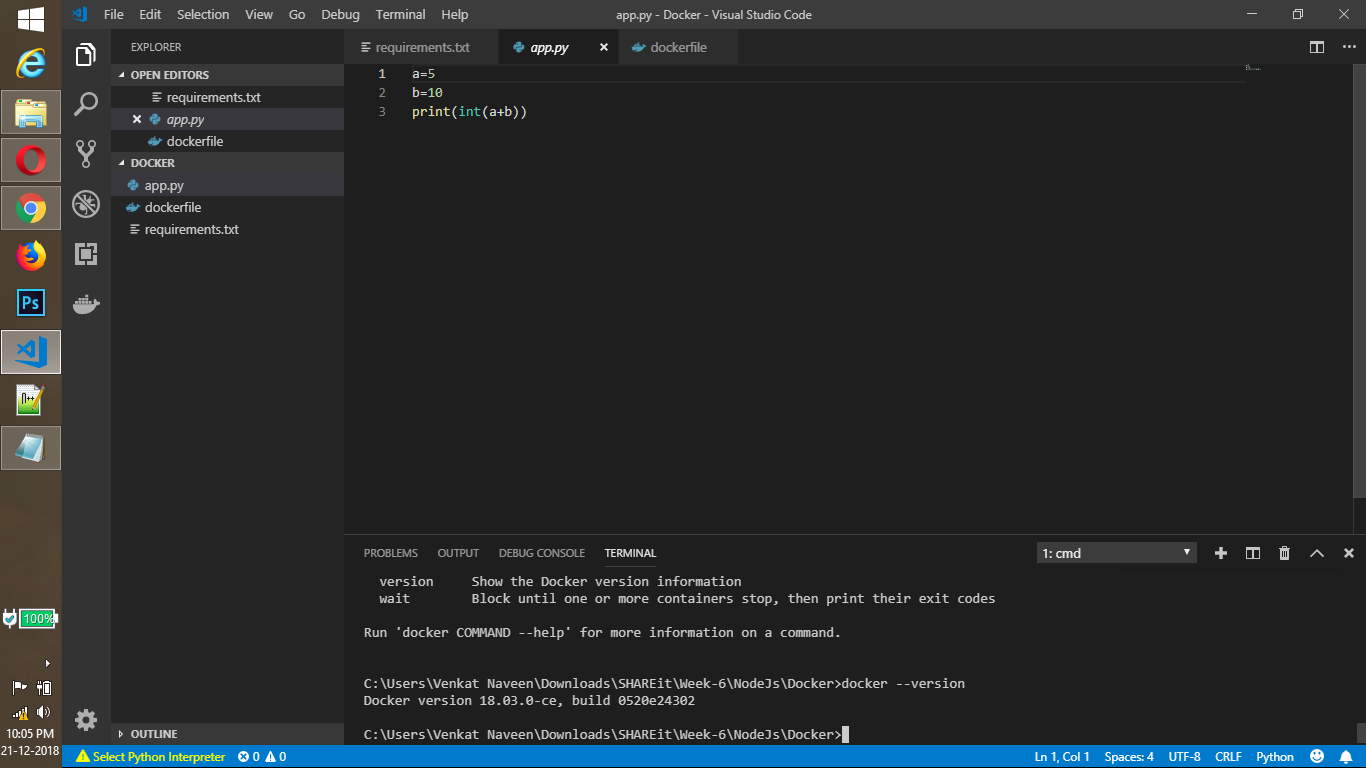 File Edit Selection View Go Debug Terminal Help
app.py - Docker - Visual Studio Code
EXPLORER
OPEN EDITORS
requirements.txt
app.py
dockerfile
DOCKER
app.py
dockerfile
requirements.txt
OUTLINE
requirements.txt app.py dockerfile
1 a=5
2 b=10
3 print(int(a+b))
PROBLEMS OUTPUT DEBUG CONSOLE TERMINAL
1: cmd
version Show the Docker version information
wait Block until one or more containers stop, then print their exit codes
Run 'docker COMMAND --help' for more information on a command.
C:\Users\Venkat Naveen\Downloads\SHAREit\Week-6\NodeJs\Docker>docker --version
Docker version 18.03.0-ce, build 0520e24302
C:\Users\Venkat Naveen\Downloads\SHAREit\Week-6\NodeJs\Docker>
Select Python Interpreter 0 0
Ln 1, Col 1 Spaces: 4 UTF-8 CRLF Python
Ps
100%
10:05 PM
21-12-2018